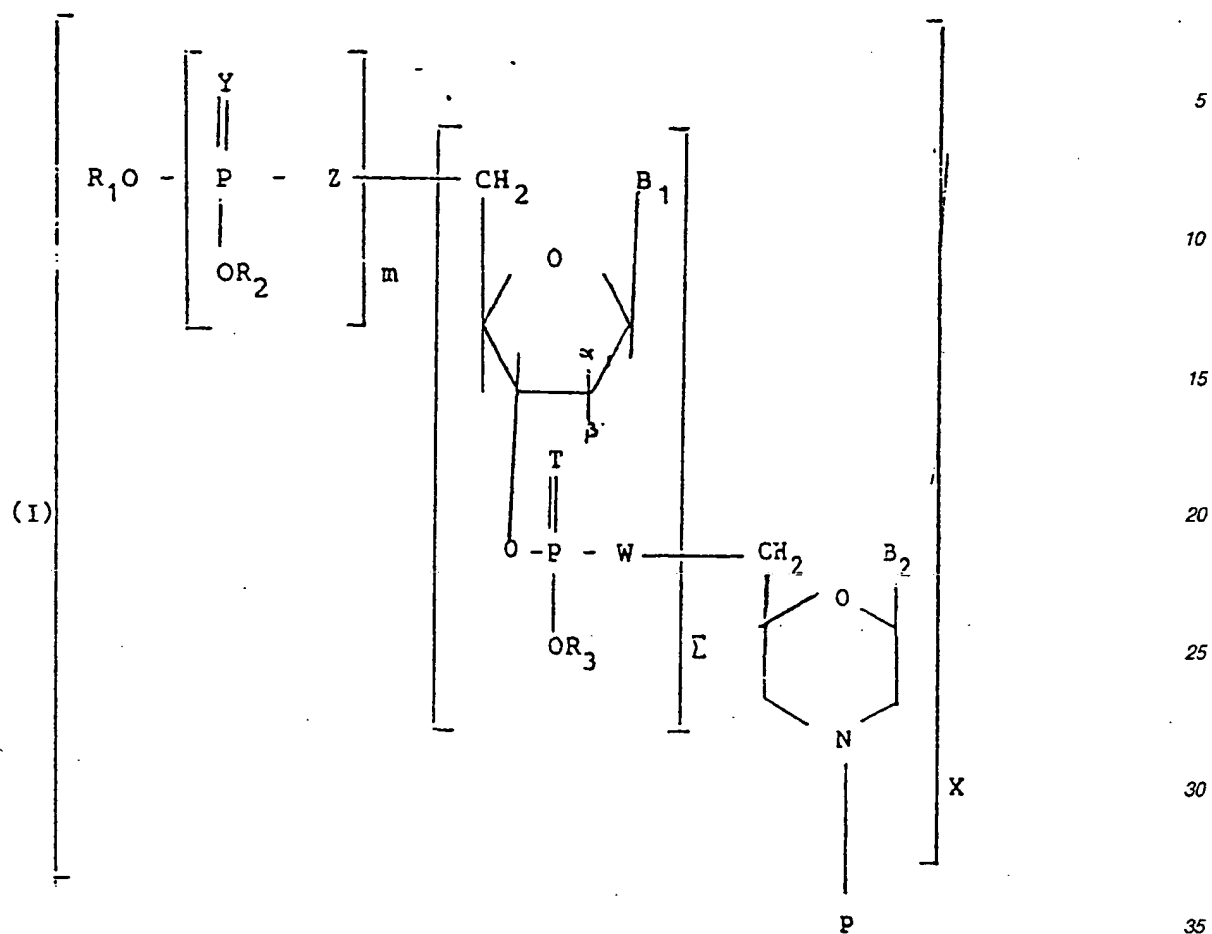 Y
5
R₁O - P - Z CH₂ B₁
O
10
OR₂ m
α
15
β
T
(I)
20
O - P - W CH₂ B₂
O
OR₃ Σ
25
N
X
30
P
35